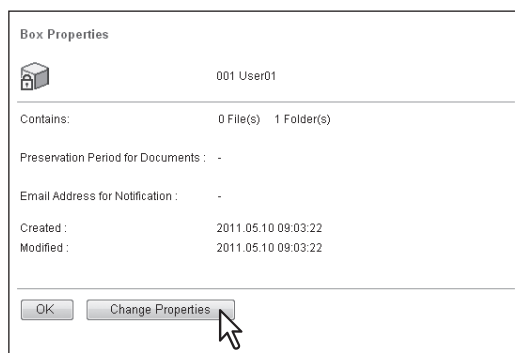 Box Properties
001 User01
Contains: 0 File(s) 1 Folder(s)
Preservation Period for Documents : -
Email Address for Notification : -
Created : 2011.05.10 09:03:22
Modified : 2011.05.10 09:03:22
OK Change Properties